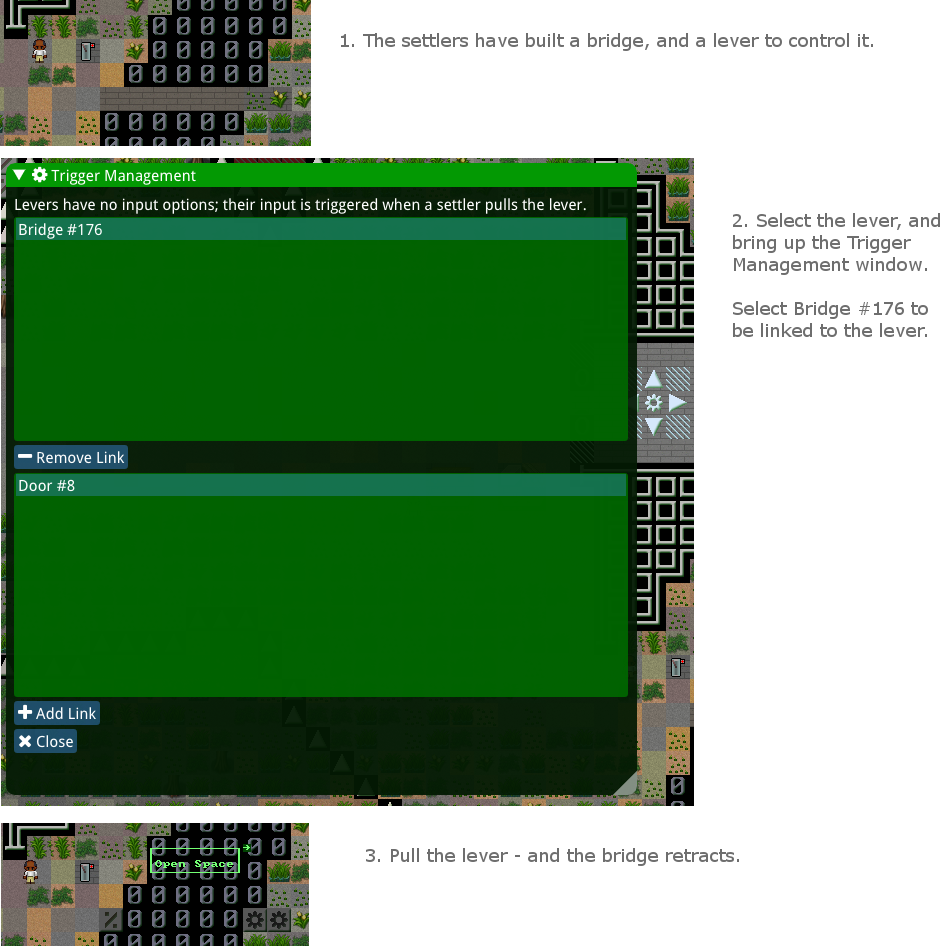 1. The settlers have built a bridge, and a lever to control it.
Trigger Management
Levers have no input options; their input is triggered when a settler pulls the lever.
Bridge #176
Remove Link
Door #8
Add Link
Close
2. Select the lever, and
bring up the Trigger
Management window.
Select Bridge #176 to
be linked to the lever.
Open Space
3. Pull the lever - and the bridge retracts.